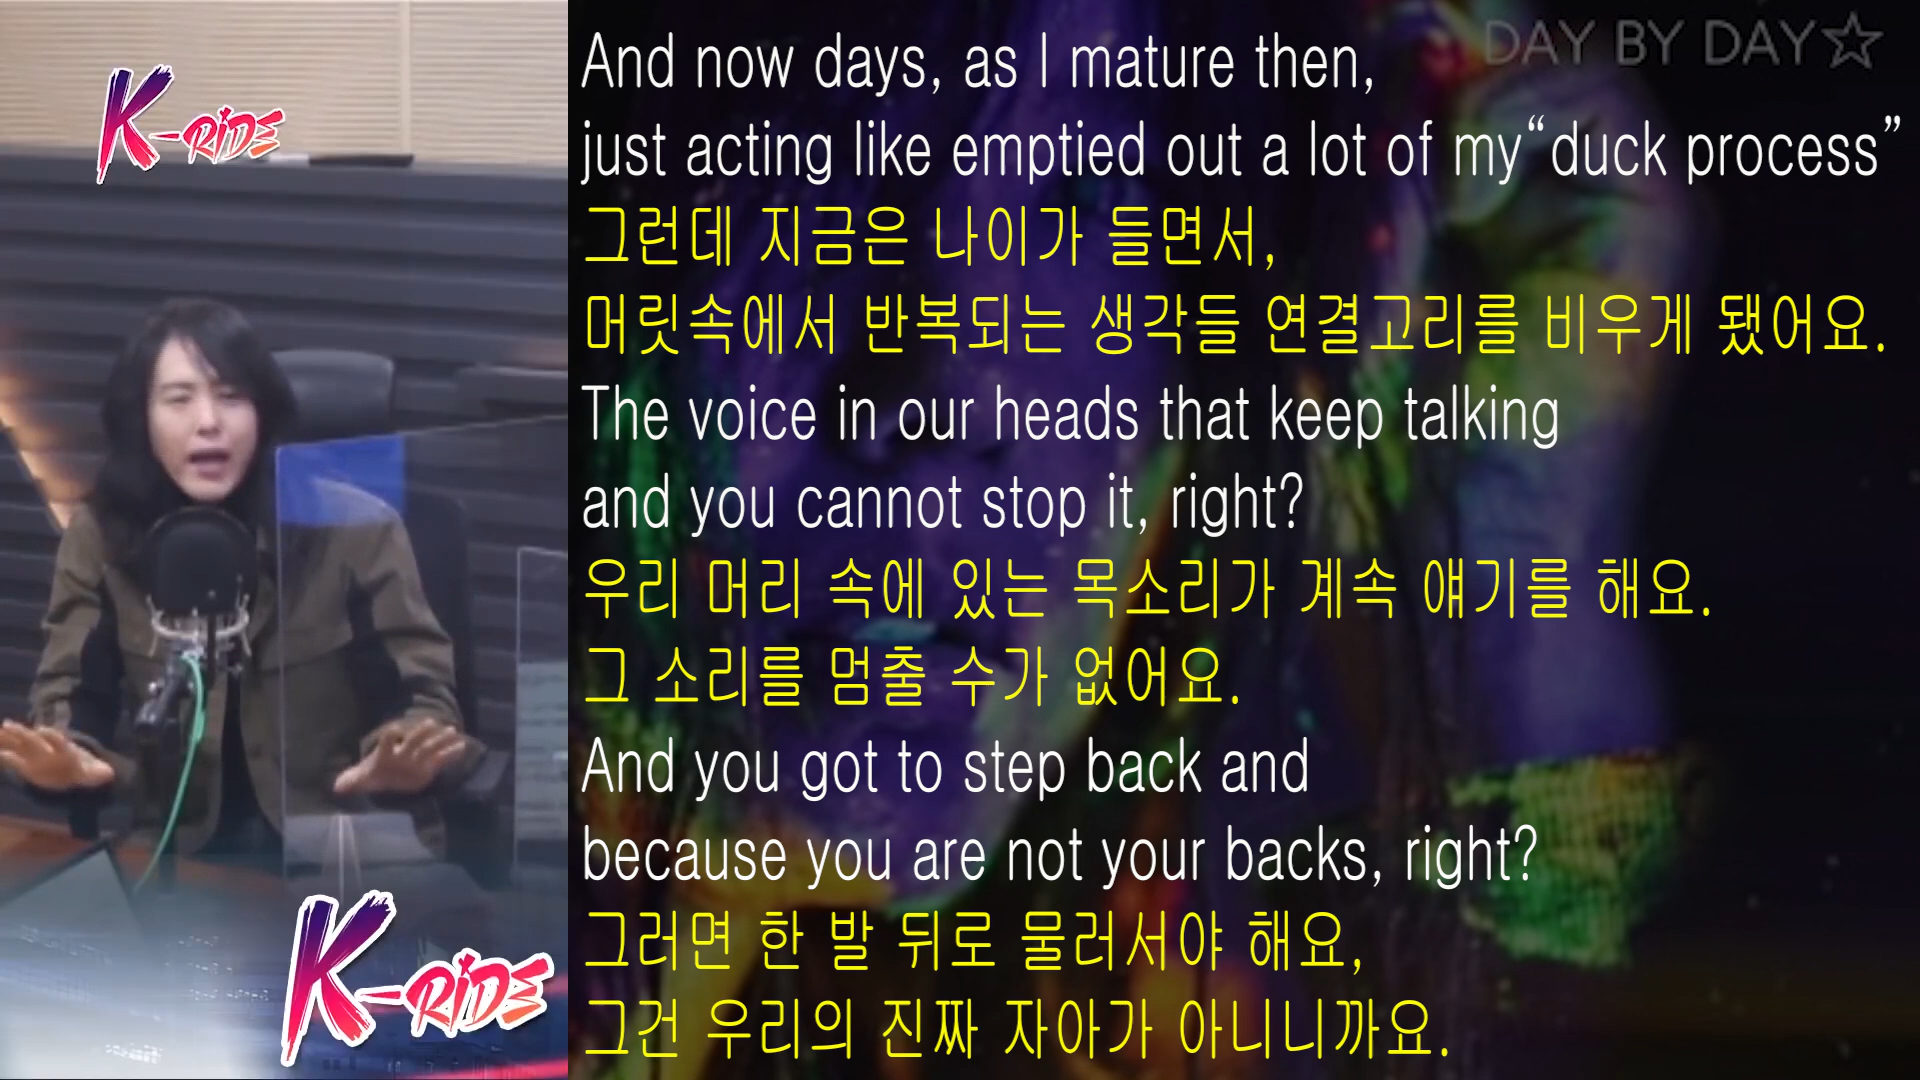 K-RIDE
DAY BY DAY☆
And now days, as I mature then,
just acting like emptied out a lot of my“duck process”
그런데 지금은 나이가 들면서,
머릿속에서 반복되는 생각들 연결고리를 비우게 됐어요.
The voice in our heads that keep talking
and you cannot stop it, right?
우리 머리 속에 있는 목소리가 계속 얘기를 해요.
그 소리를 멈출 수가 없어요.
And you got to step back and
because you are not your backs, right?
그러면 한 발 뒤로 물러서야 해요,
그건 우리의 진짜 자아가 아니니까요.
K-RIDE